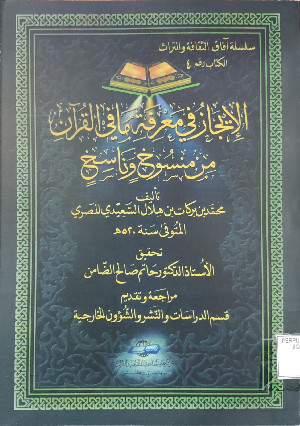 سلسلة آفاق الثقافة والتراث
الكتاب رقم ٤
الإيجاز في معرفة ما في القرآن
من منسوخ وناسخ
تأليف
محمد بن بركات بن هلال السعيدي المصري
المتوفى سنة ٥٢٠هـ
تحقيق
الأستاذ الدكتور حاتم صالح الضامن
مراجعة وتقديم
قسم الدراسات والنشر والشؤون الخارجية
PERPU